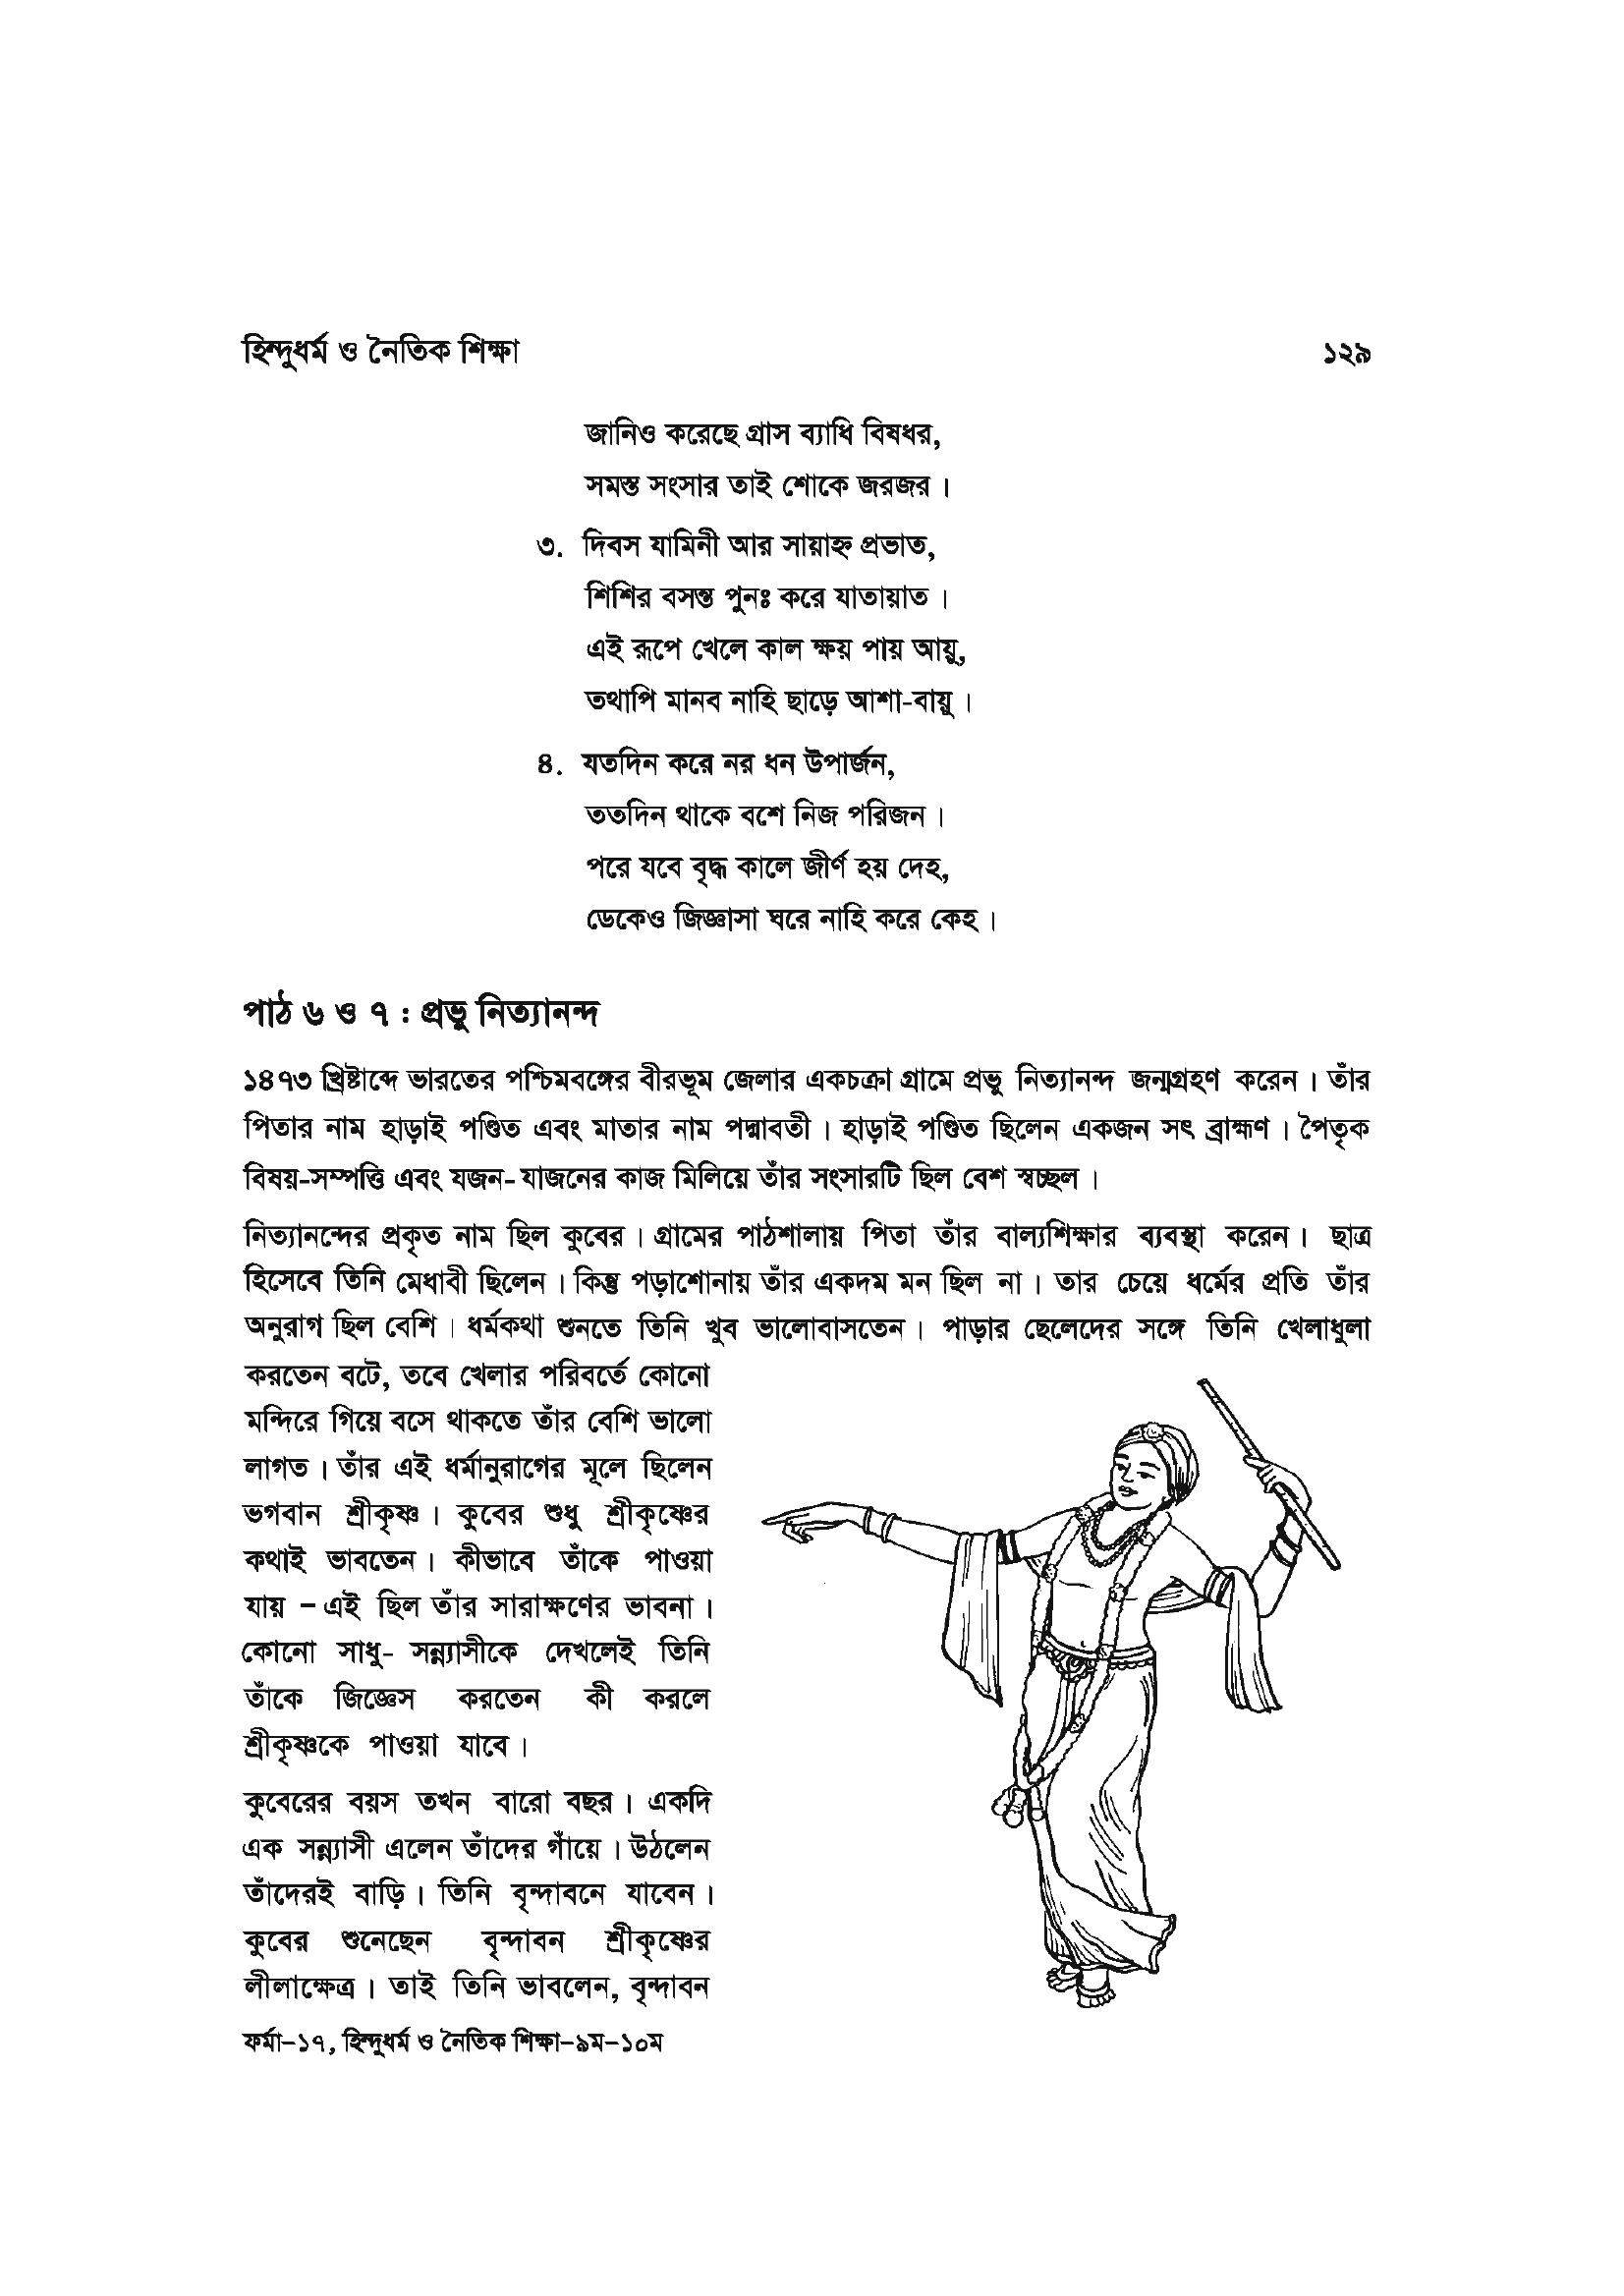 হিন্দুধর্ম ও নৈতিক শিক্ষা ১২৯
জানিও করেছে গ্রাস ব্যাধি বিষধর,
সমস্ত সংসার তাই শোকে জরজর ।
৩. দিবস যামিনী আর সায়াহ্ন প্রভাত,
শিশির বসন্ত পুনঃ করে যাতায়াত ।
এই রূপে খেলে কাল ক্ষয় পায় আয়ু,
তথাপি মানব নাহি ছাড়ে আশা-বায়ু ।
৪. যতদিন করে নর ধন উপার্জন,
ততদিন থাকে বশে নিজ পরিজন ।
পরে যবে বৃদ্ধ কালে জীর্ণ হয় দেহ,
ডেকেও জিজ্ঞাসা ঘরে নাহি করে কেহ ।
পাঠ ৬ ও ৭ : প্রভু নিত্যানন্দ
১৪৭৩ খ্রিষ্টাব্দে ভারতের পশ্চিমবঙ্গের বীরভূম জেলার একচক্রা গ্রামে প্রভু নিত্যানন্দ জন্মগ্রহণ করেন । তাঁর
পিতার নাম হাড়াই পণ্ডিত এবং মাতার নাম পদ্মাবতী । হাড়াই পণ্ডিত ছিলেন একজন সৎ ব্রাহ্মণ । পৈতৃক
বিষয়-সম্পত্তি এবং যজন- যাজনের কাজ মিলিয়ে তাঁর সংসারটি ছিল বেশ স্বচ্ছল ।
নিত্যানন্দের প্রকৃত নাম ছিল কুবের । গ্রামের পাঠশালায় পিতা তাঁর বাল্যশিক্ষার ব্যবস্থা করেন । ছাত্র
হিসেবে তিনি মেধাবী ছিলেন । কিন্তু পড়াশোনায় তাঁর একদম মন ছিল না । তার চেয়ে ধর্মের প্রতি তাঁর
অনুরাগ ছিল বেশি । ধর্মকথা শুনতে তিনি খুব ভালোবাসতেন । পাড়ার ছেলেদের সঙ্গে তিনি খেলাধুলা
করতেন বটে, তবে খেলার পরিবর্তে কোনো
মন্দিরে গিয়ে বসে থাকতে তাঁর বেশি ভালো
লাগত । তাঁর এই ধর্মানুরাগের মূলে ছিলেন
ভগবান শ্রীকৃষ্ণ । কুবের শুধু শ্রীকৃষ্ণের
কথাই ভাবতেন । কীভাবে তাঁকে পাওয়া
যায় – এই ছিল তাঁর সারাক্ষণের ভাবনা ।
কোনো সাধু- সন্ন্যাসীকে দেখলেই তিনি
তাঁকে জিজ্ঞেস করতেন কী করলে
শ্রীকৃষ্ণকে পাওয়া যাবে ।
কুবেরের বয়স তখন বারো বছর । একদি
এক সন্ন্যাসী এলেন তাঁদের গাঁয়ে । উঠলেন
তাঁদেরই বাড়ি । তিনি বৃন্দাবনে যাবেন ।
কুবের শুনেছেন বৃন্দাবন শ্রীকৃষ্ণের
লীলাক্ষেত্র । তাই তিনি ভাবলেন, বৃন্দাবন
ফর্মা–১৭, হিন্দুধর্ম ও নৈতিক শিক্ষা–৯ম–১০ম